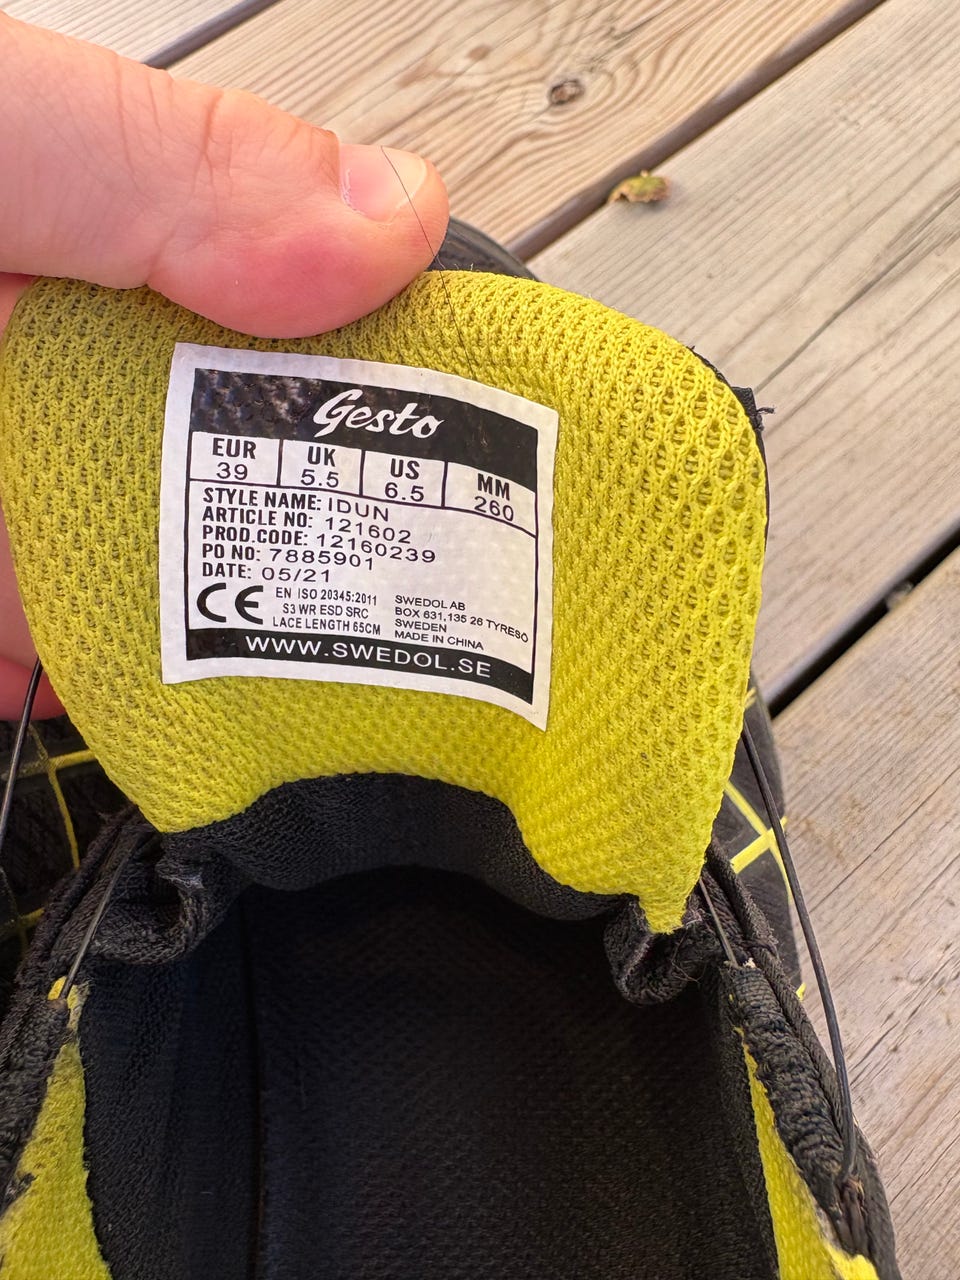 Gesto
EUR UK US MM
39 5.5 6.5 260
STYLE NAME: IDUN
ARTICLE NO: 121602
PROD.CODE: 12160239
PO NO: 7885901
DATE: 05/21
CE
EN ISO 20345:2011
S3 WR ESD SRC
LACE LENGTH 65CM
SWEDOL AB
BOX 631,135 26 TYRESÖ
SWEDEN
MADE IN CHINA
WWW.SWEDOL.SE